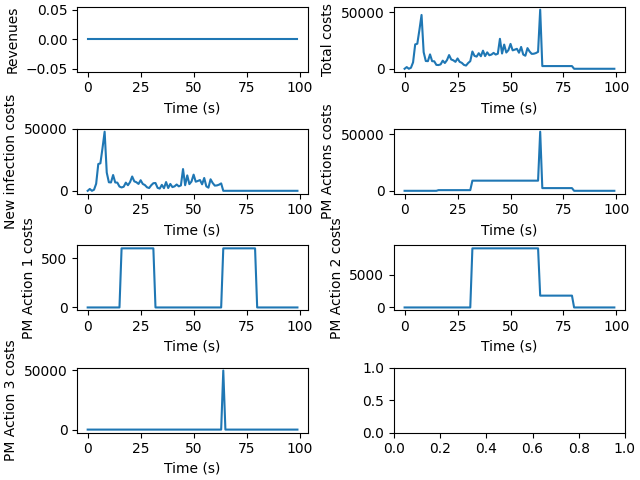 Revenues
0.05
0.00
−0.05
0 25 50 75 100
Time (s)
Total costs
50000
0
0 25 50 75 100
Time (s)
New infection costs
50000
0
0 25 50 75 100
Time (s)
PM Actions costs
50000
0
0 25 50 75 100
Time (s)
PM Action 1 costs
500
0
0 25 50 75 100
Time (s)
PM Action 2 costs
5000
0
0 25 50 75 100
Time (s)
PM Action 3 costs
50000
0
0 25 50 75 100
Time (s)
1.0
0.5
0.0
0.0 0.2 0.4 0.6 0.8 1.0